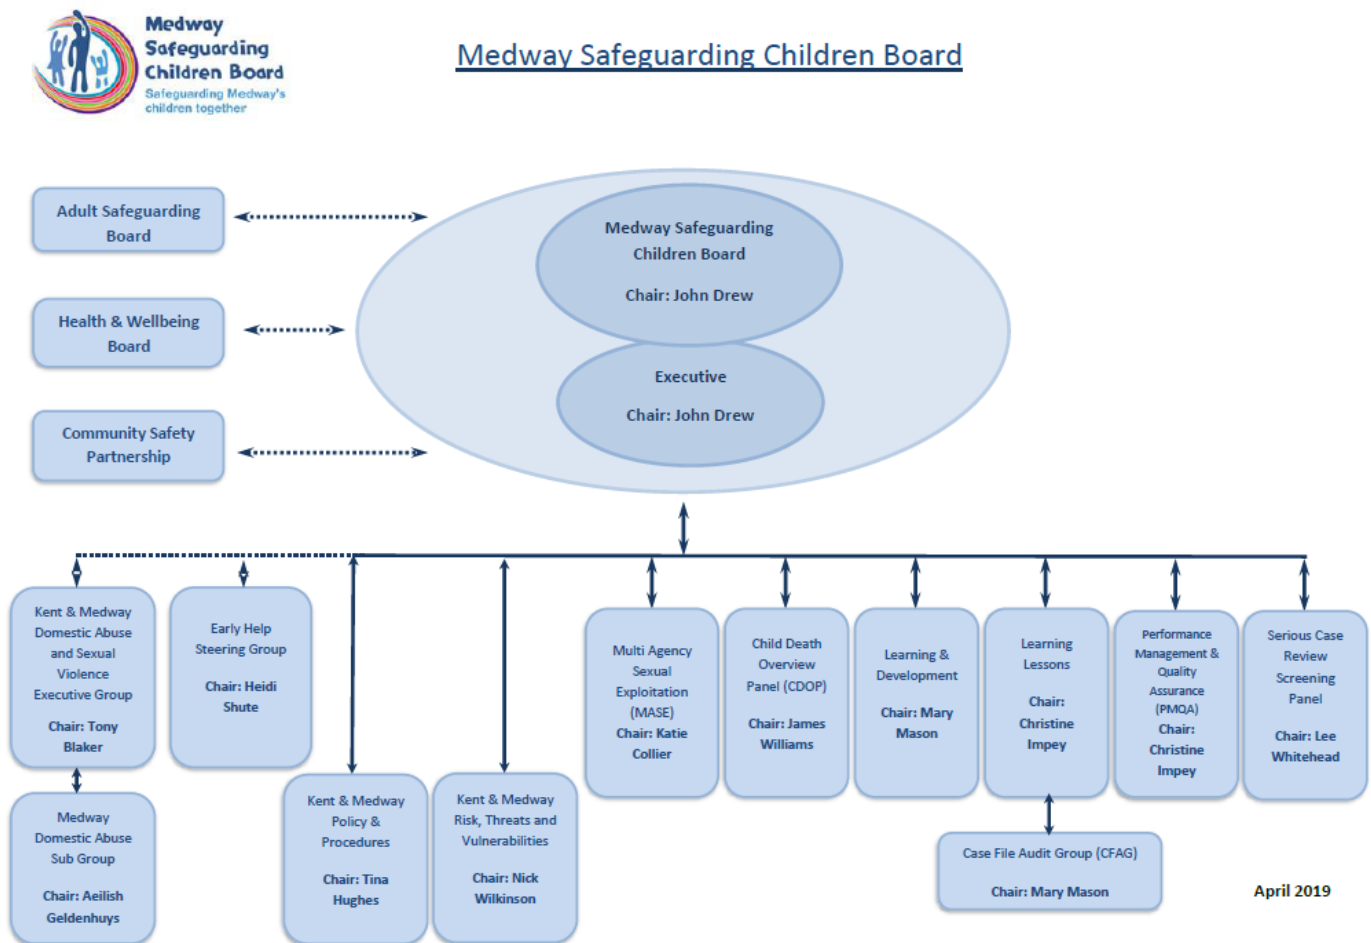 Medway
Safeguarding
Children Board
Safeguarding Medway's
children together
Medway Safeguarding Children Board
Adult Safeguarding
Board
Health & Wellbeing
Board
Community Safety
Partnership
Medway Safeguarding
Children Board
Chair: John Drew
Executive
Chair: John Drew
Kent & Medway
Domestic Abuse
and Sexual
Violence
Executive Group
Chair: Tony
Blaker
Early Help
Steering Group
Chair: Heidi
Shute
Multi Agency
Sexual
Exploitation
(MASE)
Chair: Katie
Collier
Child Death
Overview
Panel (CDOP)
Chair: James
Williams
Learning &
Development
Chair: Mary
Mason
Learning
Lessons
Chair:
Christine
Impey
Performance
Management &
Quality
Assurance
(PMQA)
Chair:
Christine
Impey
Serious Case
Review
Screening
Panel
Chair: Lee
Whitehead
Medway
Domestic Abuse
Sub Group
Chair: Aeilish
Geldenhuys
Kent & Medway
Policy &
Procedures
Chair: Tina
Hughes
Kent & Medway
Risk, Threats and
Vulnerabilities
Chair: Nick
Wilkinson
Case File Audit Group (CFAG)
Chair: Mary Mason
April 2019